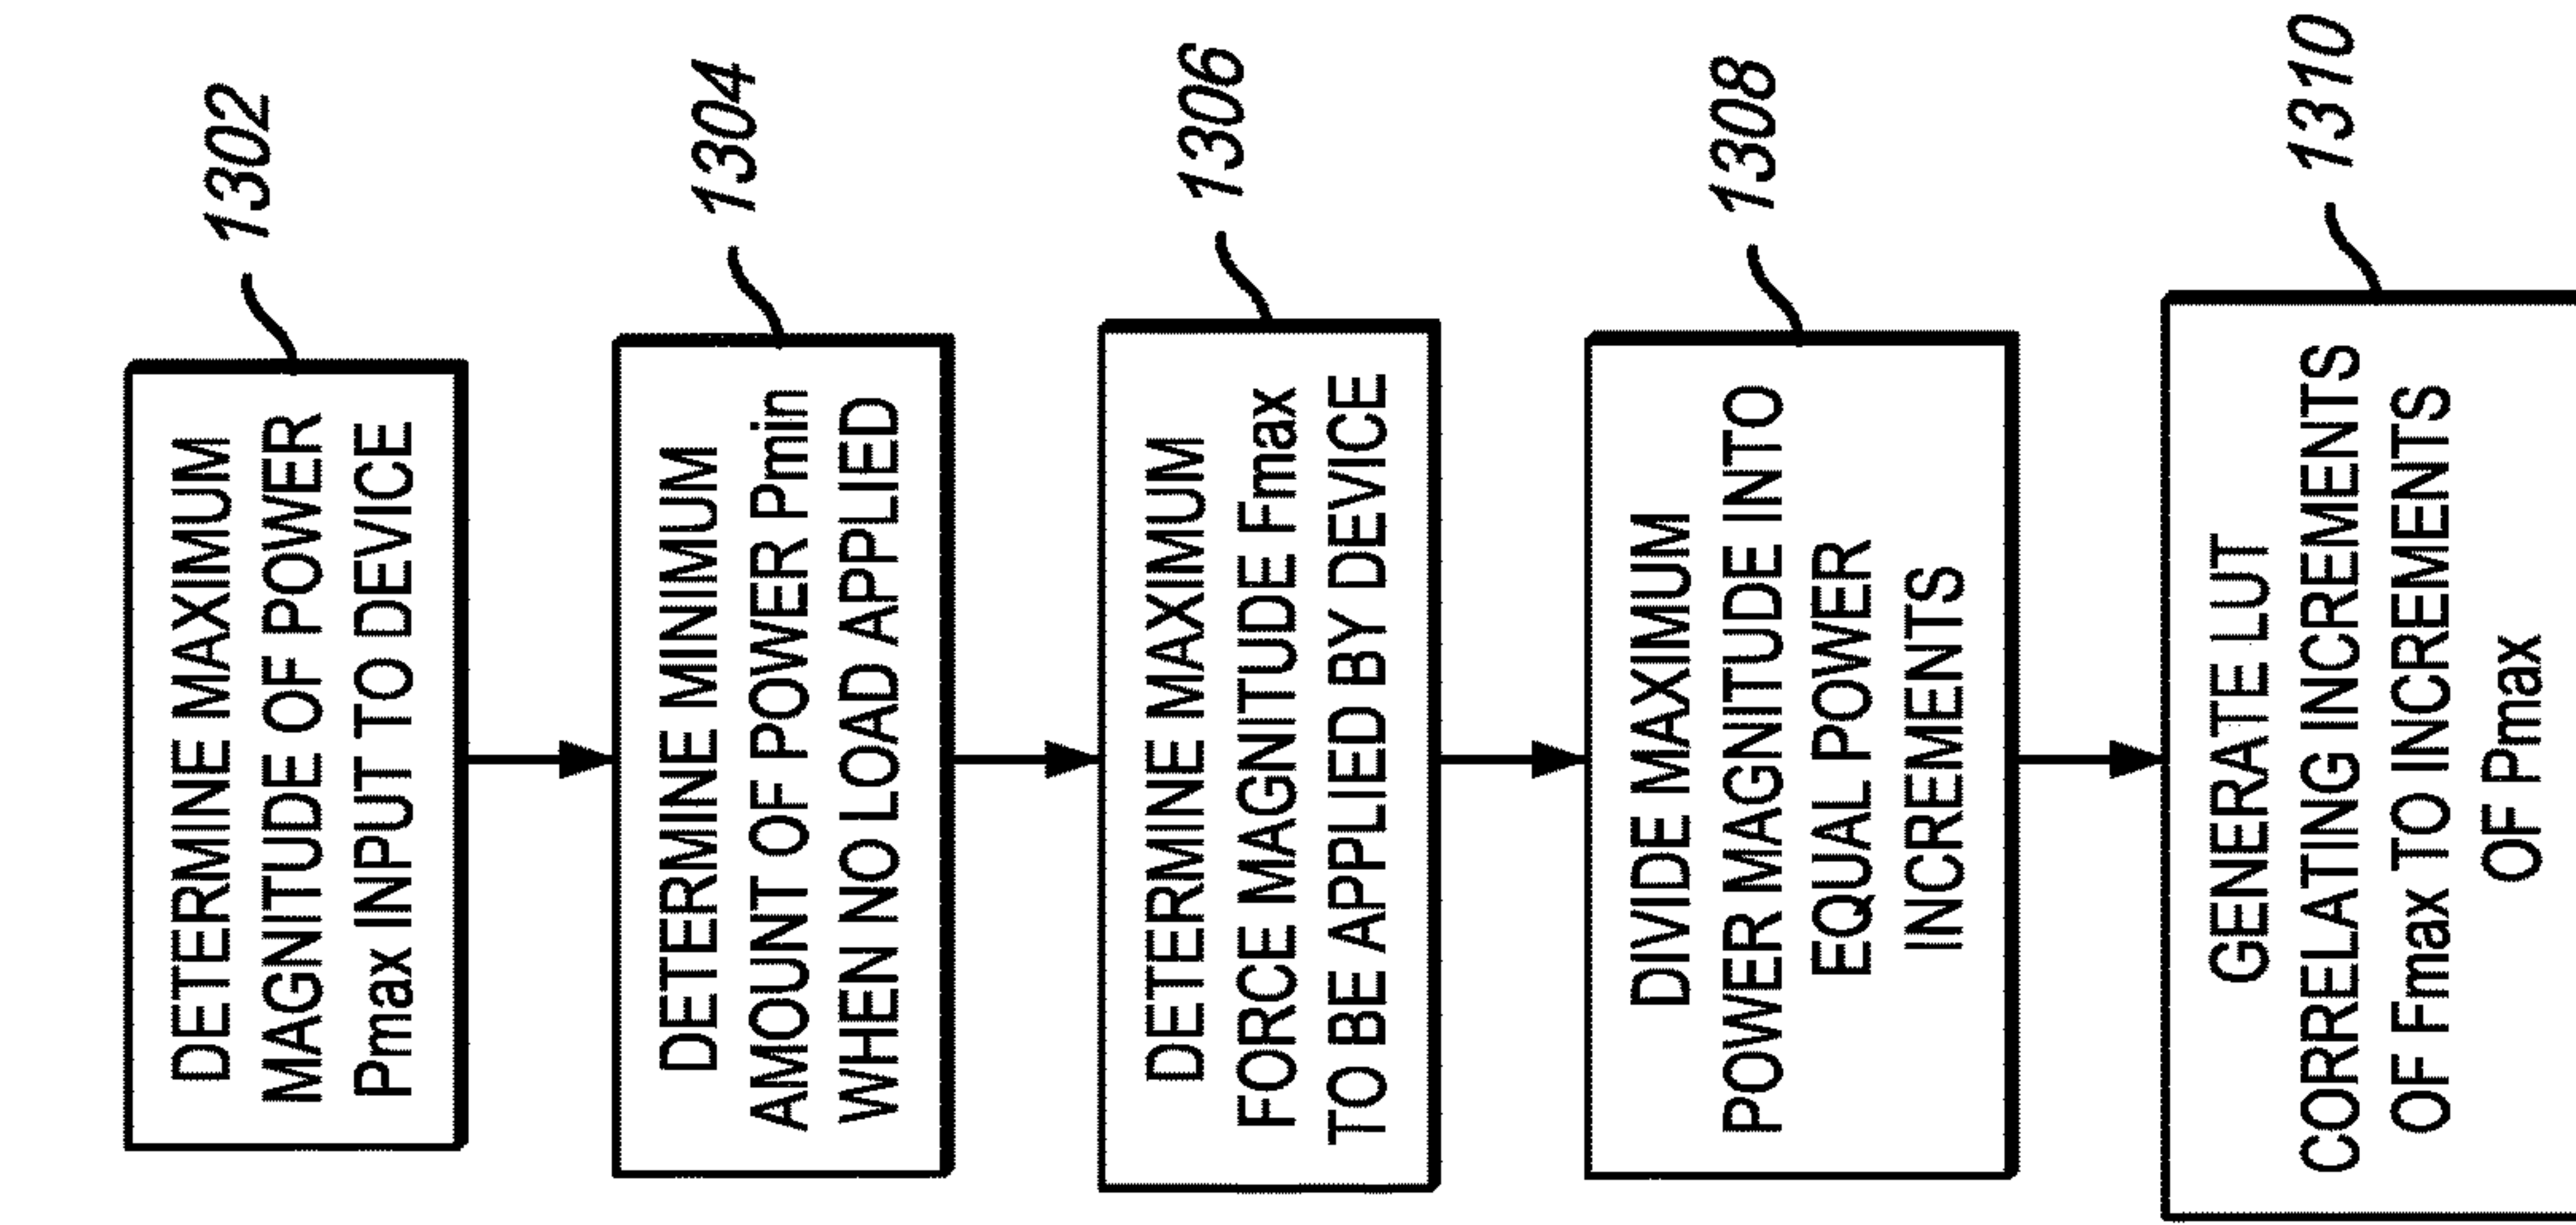 1302
DETERMINE MAXIMUM
MAGNITUDE OF POWER
Pmax INPUT TO DEVICE
1304
DETERMINE MINIMUM
AMOUNT OF POWER Pmin
WHEN NO LOAD APPLIED
1306
DETERMINE MAXIMUM
FORCE MAGNITUDE Fmax
TO BE APPLIED BY DEVICE
1308
DIVIDE MAXIMUM
POWER MAGNITUDE INTO
EQUAL POWER
INCREMENTS
1310
GENERATE LUT
CORRELATING INCREMENTS
OF Fmax TO INCREMENTS
OF Pmax